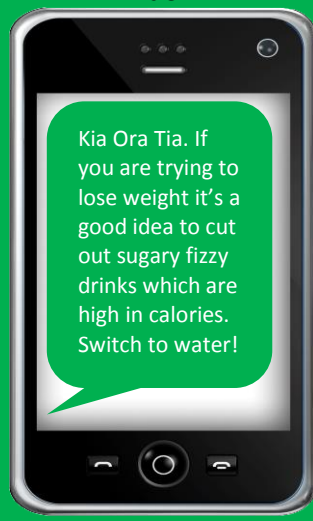 Kia Ora Tia. If
you are trying to
lose weight it’s a
good idea to cut
out sugary fizzy
drinks which are
high in calories.
Switch to water!